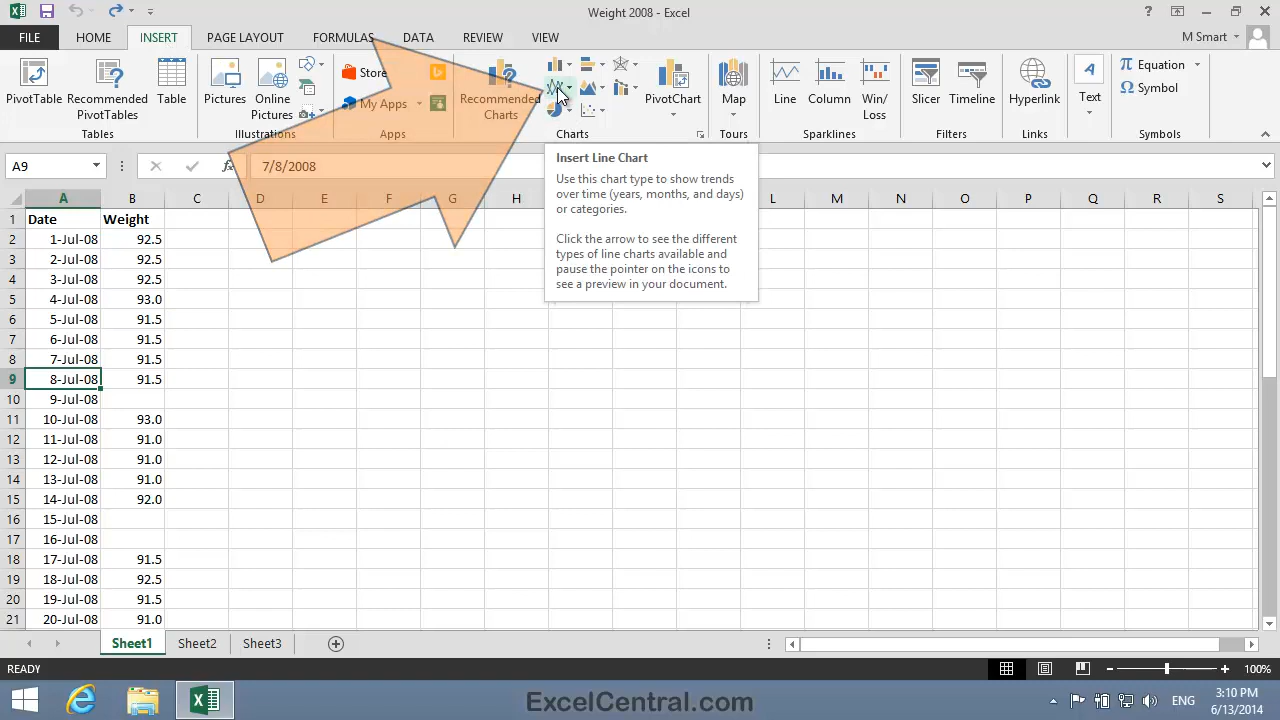 Weight 2008 - Excel
FILE HOME INSERT PAGE LAYOUT FORMULAS DATA REVIEW VIEW M Smart
PivotTable
Recommended
PivotTables
Table
Tables
Pictures
Online
Pictures
Illustrations
Store
My Apps
Apps
Recommended
Charts
PivotChart
Charts
Map
Tours
Line
Column
Win/
Loss
Sparklines
Slicer
Timeline
Filters
Hyperlink
Links
Text
Equation
Symbol
Symbols
A9 fx 7/8/2008
Insert Line Chart
Use this chart type to show trends
over time (years, months, and days)
or categories.
Click the arrow to see the different
types of line charts available and
pause the pointer on the icons to
see a preview in your document.
A B C D E F G H L M N O P Q R S
1 Date Weight
2 1-Jul-08 92.5
3 2-Jul-08 92.5
4 3-Jul-08 92.5
5 4-Jul-08 93.0
6 5-Jul-08 91.5
7 6-Jul-08 91.5
8 7-Jul-08 91.5
9 8-Jul-08 91.5
10 9-Jul-08
11 10-Jul-08 93.0
12 11-Jul-08 91.0
13 12-Jul-08 91.0
14 13-Jul-08 91.0
15 14-Jul-08 92.0
16 15-Jul-08
17 16-Jul-08
18 17-Jul-08 91.5
19 18-Jul-08 92.5
20 19-Jul-08 91.5
21 20-Jul-08 91.0
Sheet1 Sheet2 Sheet3
READY 100%
ExcelCentral.com
ENG
3:10 PM
6/13/2014